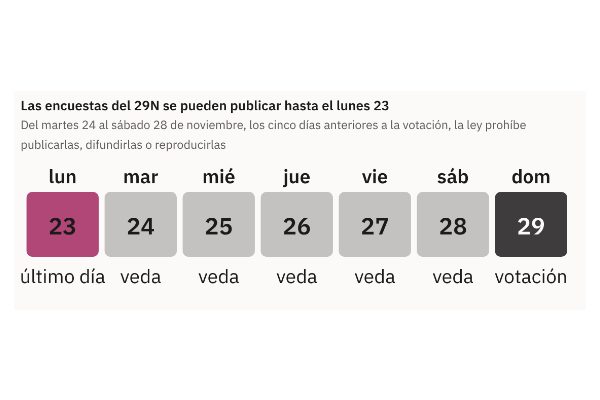 Las encuestas del 29N se pueden publicar hasta el lunes 23
Del martes 24 al sábado 28 de noviembre, los cinco días anteriores a la votación, la ley prohíbe
publicarlas, difundirlas o reproducirlas
lun mar mié jue vie sáb dom
23 24 25 26 27 28 29
último día veda veda veda veda veda votación